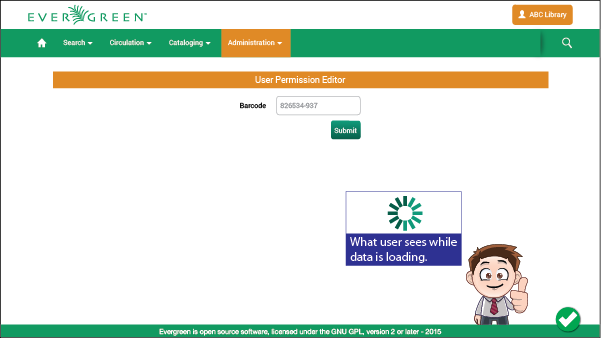 EVERGREEN
ABC Library
Search Circulation Cataloging Administration
User Permission Editor
Barcode 826534-937
Submit
What user sees while
data is loading.
Evergreen is open source software, licensed under the GNU GPL, version 2 or later - 2015